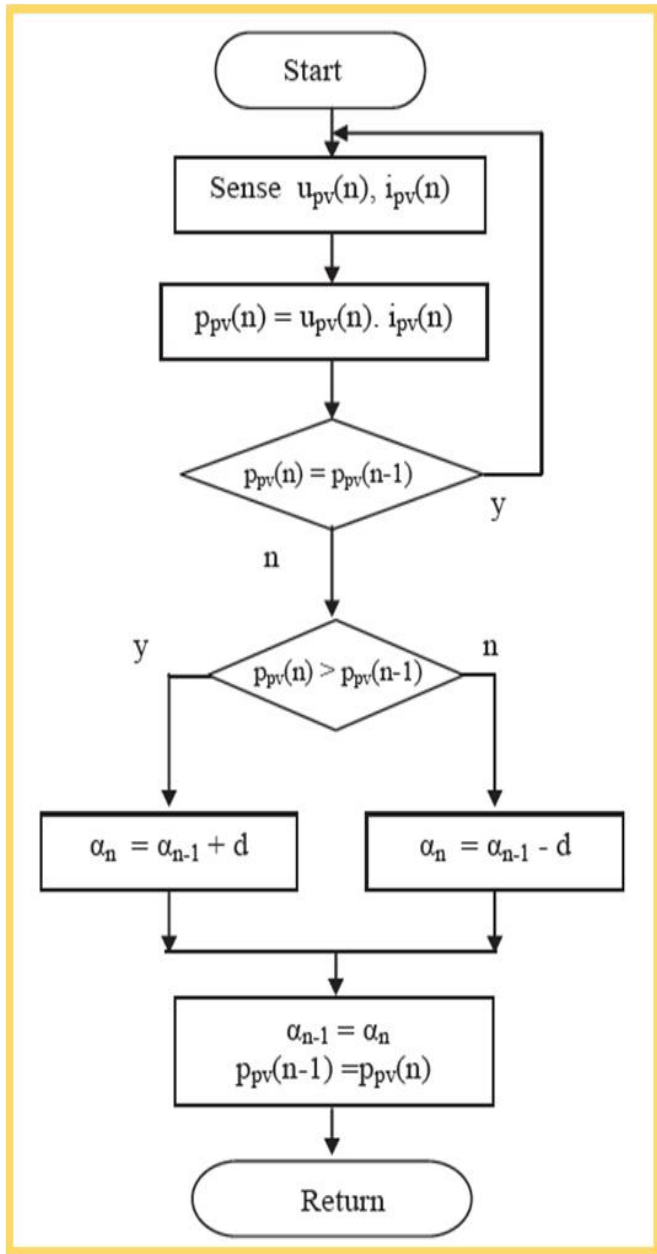 Start
Sense uₚᵥ(n), iₚᵥ(n)
pₚᵥ(n) = uₚᵥ(n). iₚᵥ(n)
pₚᵥ(n) = pₚᵥ(n-1)
y
n
y
n
pₚᵥ(n) > pₚᵥ(n-1)
αₙ = αₙ₋₁ + d
αₙ = αₙ₋₁ - d
αₙ₋₁ = αₙ
pₚᵥ(n-1) =pₚᵥ(n)
Return